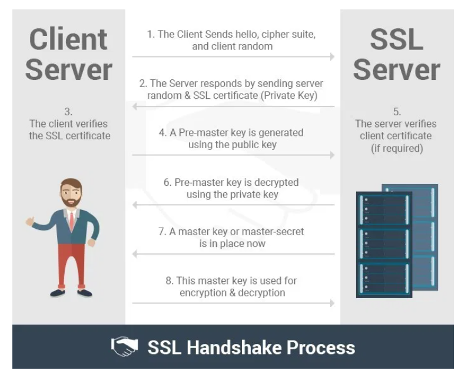 Client
Server
SSL
Server
1. The Client Sends hello, cipher suite,
and client random
2. The Server responds by sending server
random & SSL certificate (Private Key)
3.
The client verifies
the SSL certificate
4. A Pre-master key is generated
using the public key
5.
The server verifies
client certificate
(if required)
6. Pre-master key is decrypted
using the private key
7. A master key or master-secret
is in place now
8. This master key is used for
encryption & decryption
SSL Handshake Process